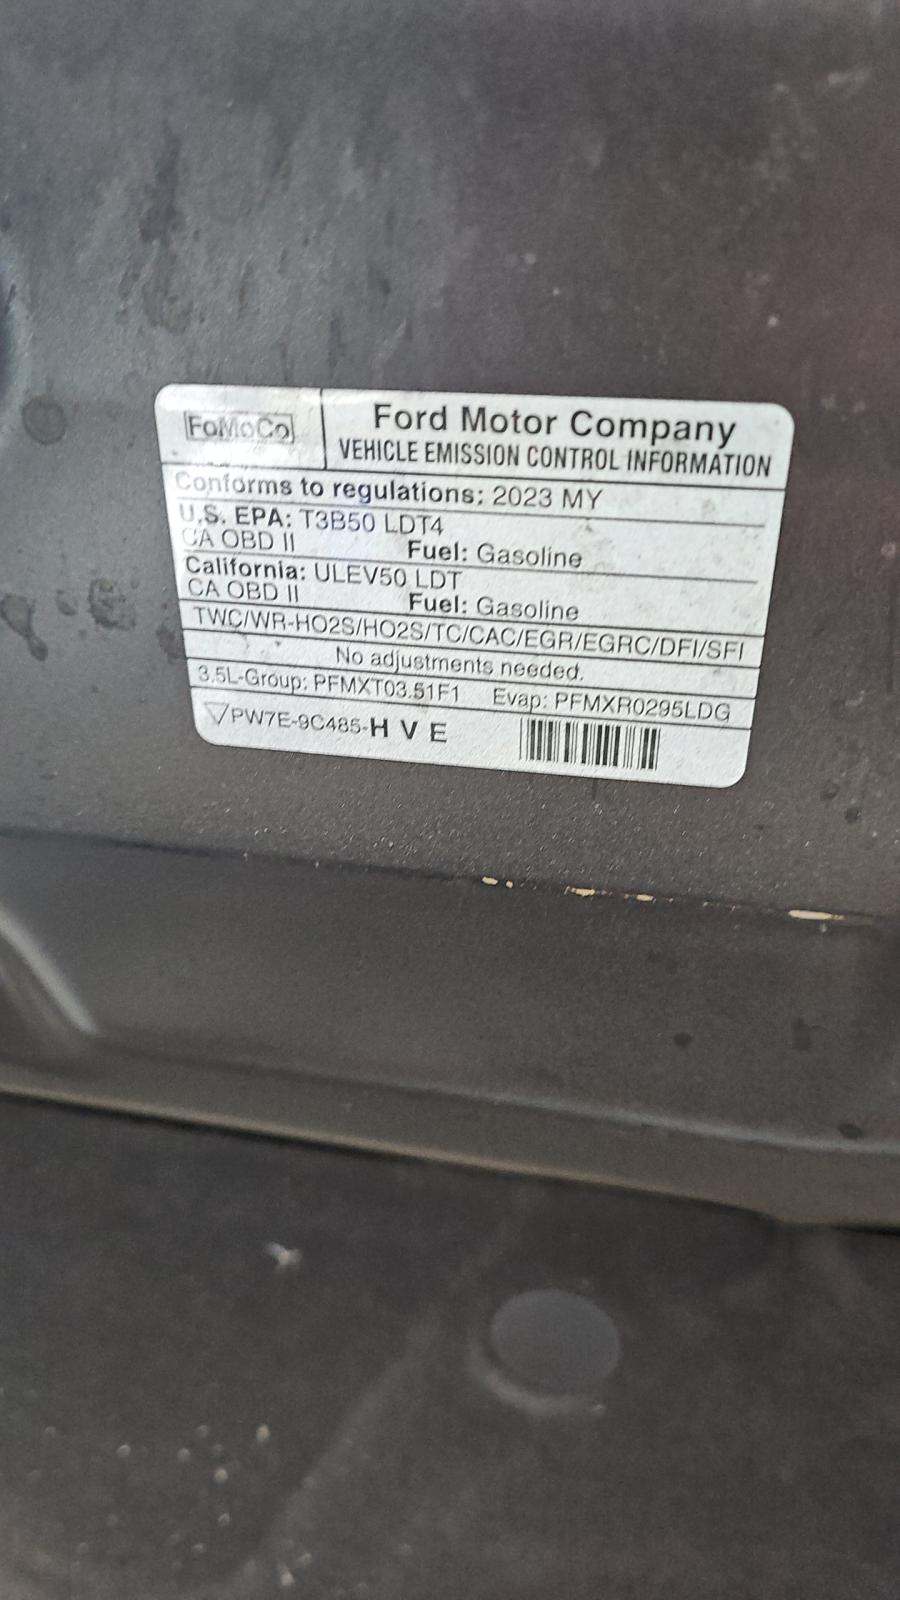 FoMoCo
Ford Motor Company
VEHICLE EMISSION CONTROL INFORMATION
Conforms to regulations: 2023 MY
U.S. EPA: T3B50 LDT4
CA OBD II Fuel: Gasoline
California: ULEV50 LDT
CA OBD II Fuel: Gasoline
TWC/WR-HO2S/HO2S/TC/CAC/EGR/EGRC/DFI/SFI
No adjustments needed.
3.5L-Group: PFMXT03.51F1 Evap: PFMXR0295LDG
PW7E-9C485-H V E